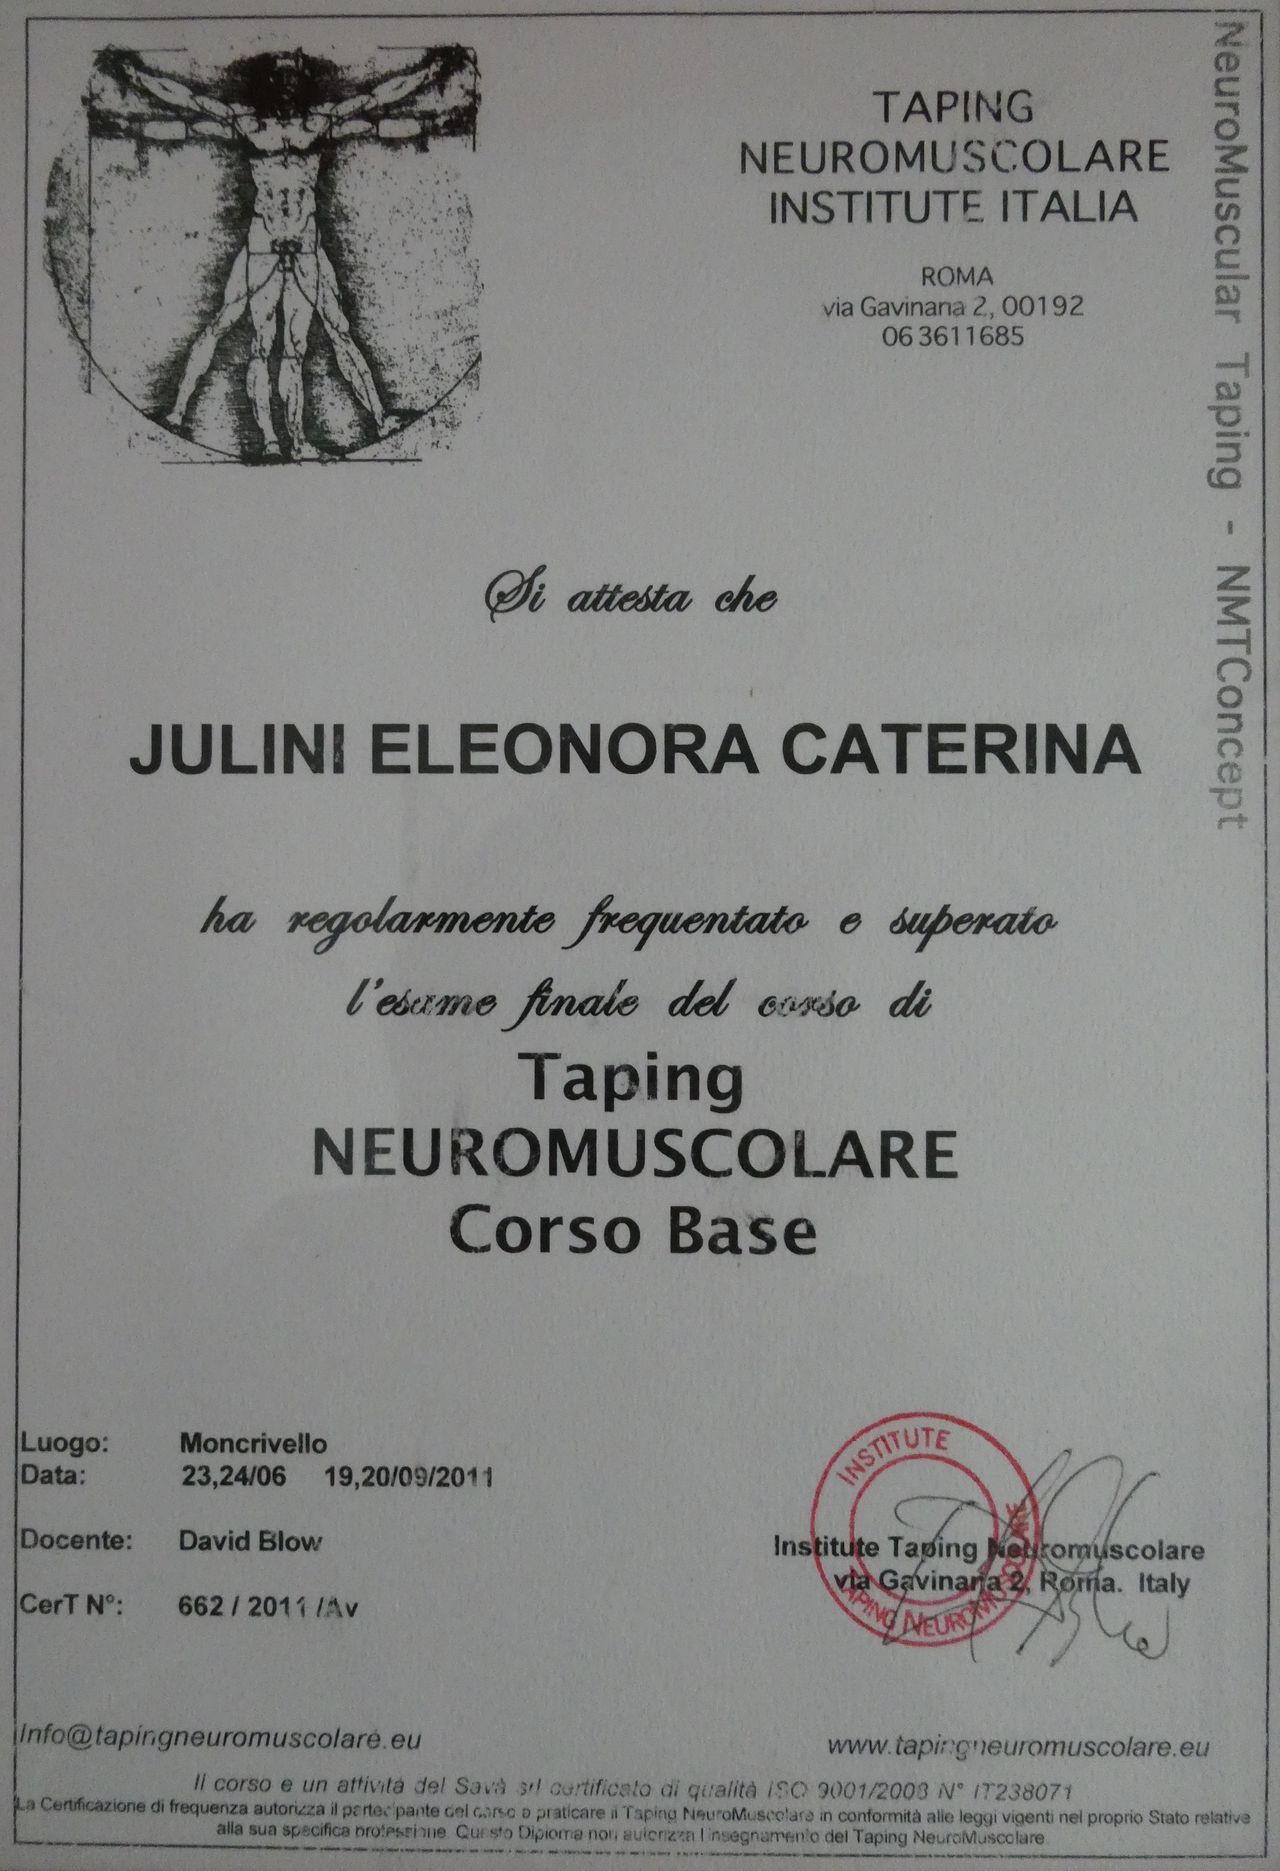 TAPING
NEUROMUSCOLARE
INSTITUTE ITALIA
ROMA
via Gavinana 2, 00192
06 3611685
NeuroMuscular Taping - NMTConcept
Si attesta che
JULINI ELEONORA CATERINA
ha regolarmente frequentato e superato
l'esame finale del corso di
Taping
NEUROMUSCOLARE
Corso Base
Luogo: Moncrivello
Data: 23,24/06 19,20/09/2011
Docente: David Blow
CerT N°: 662 / 2011 /Av
INSTITUTE
TAPING NEUROMUSCOLARE
Institute Taping Neuromuscolare
via Gavinana 2, Roma. Italy
Info@tapingneuromuscolare.eu
www.tapingneuromuscolare.eu
Il corso e un attività del Savà srl certificato di qualità ISO 9001/2008 N° IT238071
La Certificazione di frequenza autorizza il partecipante del corso a praticare il Taping NeuroMuscolare in conformità alle leggi vigenti nel proprio Stato relative
alla sua specifica professione. Questo Diploma non autorizza l'insegnamento del Taping NeuroMuscolare.